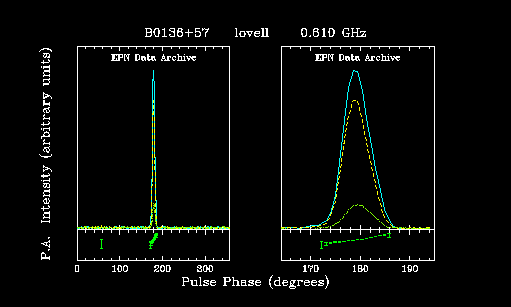 B0136+57 lovell 0.610 GHz
EPN Data Archive EPN Data Archive
P.A. Intensity (arbitrary units)
0 100 200 300 170 180 190
Pulse Phase (degrees)